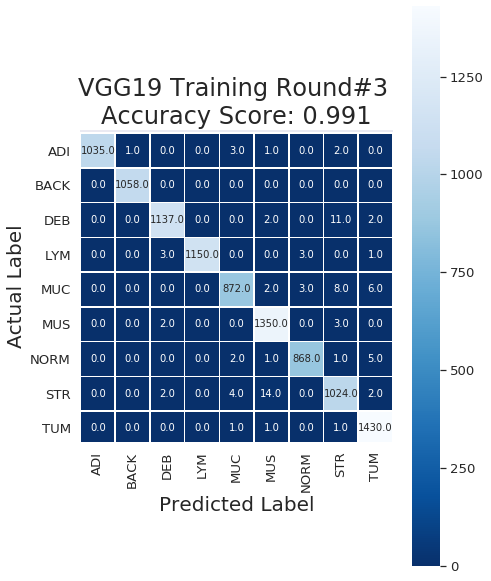 VGG19 Training Round#3
Accuracy Score: 0.991
Actual Label
ADI 1035.0 1.0 0.0 0.0 3.0 1.0 0.0 2.0 0.0
BACK 0.0 1058.0 0.0 0.0 0.0 0.0 0.0 0.0 0.0
DEB 0.0 0.0 1137.0 0.0 0.0 2.0 0.0 11.0 2.0
LYM 0.0 0.0 3.0 1150.0 0.0 0.0 3.0 0.0 1.0
MUC 0.0 0.0 0.0 0.0 872.0 2.0 3.0 8.0 6.0
MUS 0.0 0.0 2.0 0.0 0.0 1350.0 0.0 3.0 0.0
NORM 0.0 0.0 0.0 0.0 2.0 1.0 868.0 1.0 5.0
STR 0.0 0.0 2.0 0.0 4.0 14.0 0.0 1024.0 2.0
TUM 0.0 0.0 0.0 0.0 1.0 1.0 0.0 1.0 1430.0
ADI BACK DEB LYM MUC MUS NORM STR TUM
Predicted Label
1250
1000
750
500
250
0